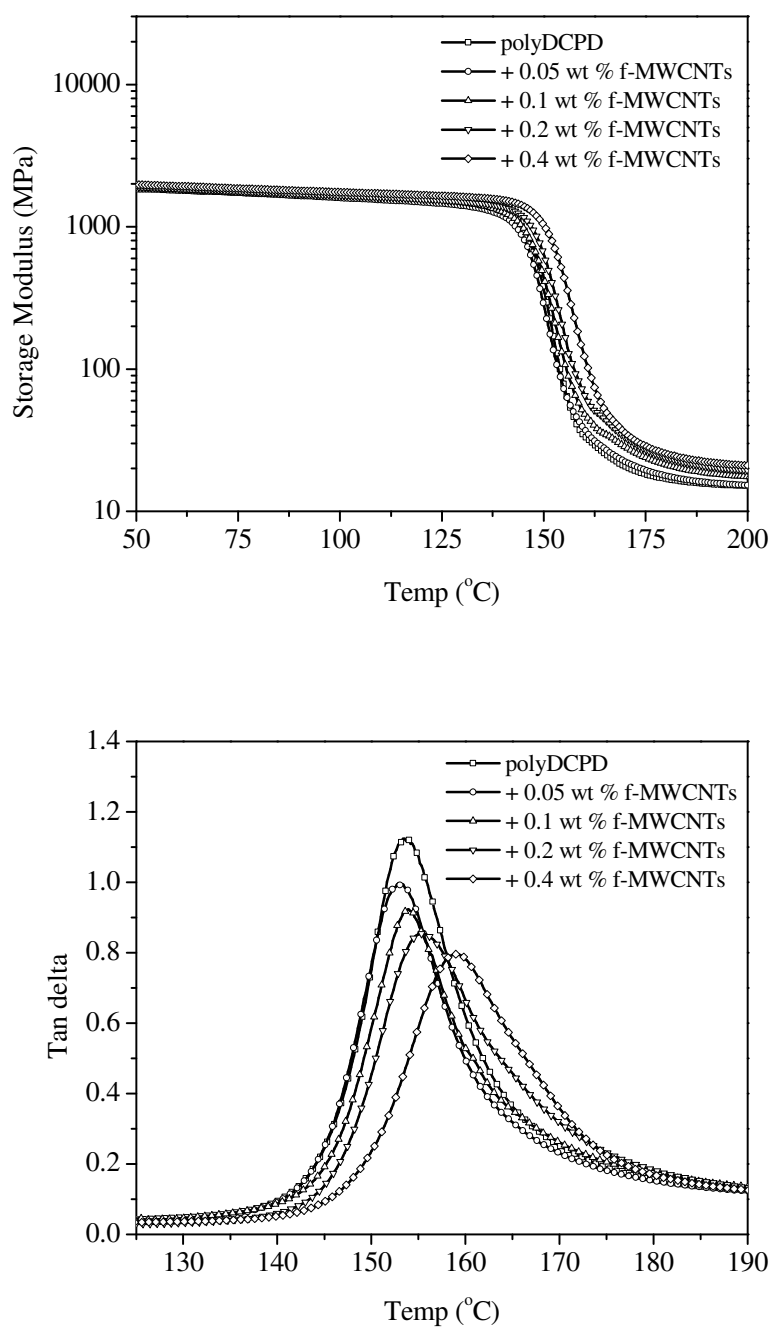 polyDCPD
+ 0.05 wt % f-MWCNTs
+ 0.1 wt % f-MWCNTs
+ 0.2 wt % f-MWCNTs
+ 0.4 wt % f-MWCNTs
10000
1000
100
10
Storage Modulus (MPa)
50 75 100 125 150 175 200
Temp (°C)
polyDCPD
+ 0.05 wt % f-MWCNTs
+ 0.1 wt % f-MWCNTs
+ 0.2 wt % f-MWCNTs
+ 0.4 wt % f-MWCNTs
1.4
1.2
1.0
0.8
0.6
0.4
0.2
0.0
Tan delta
130 140 150 160 170 180 190
Temp (°C)